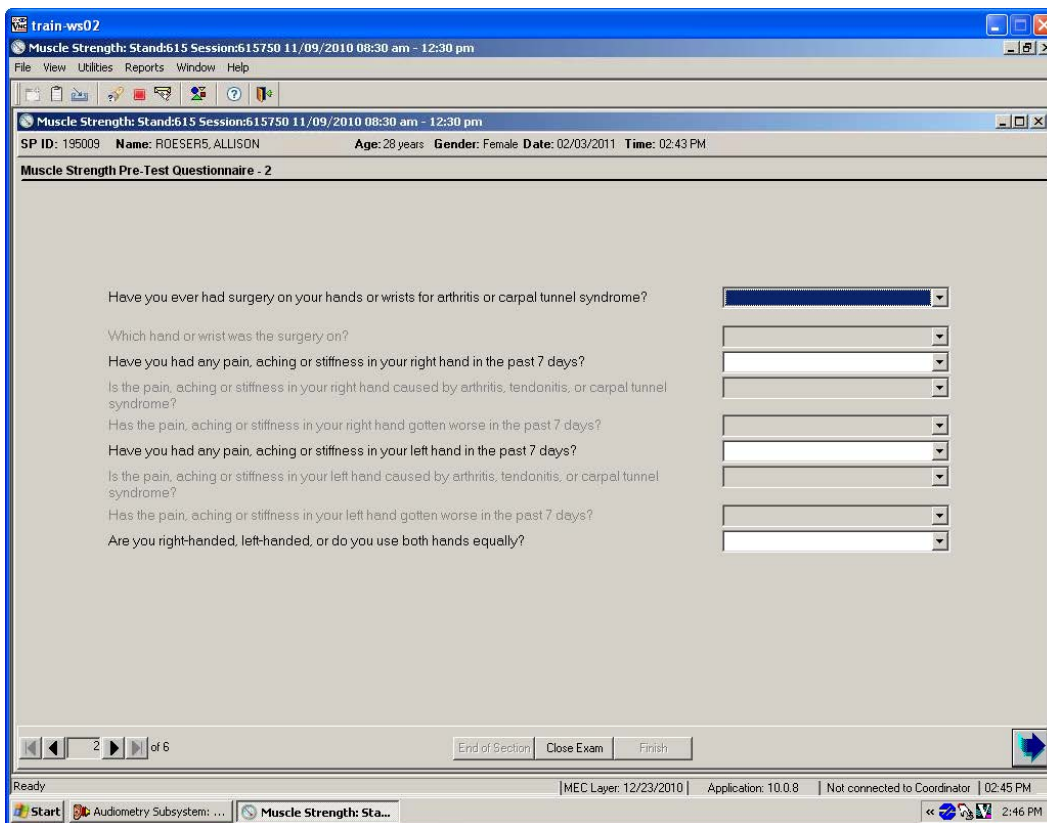 train-ws02
Muscle Strength: Stand:615 Session:615750 11/09/2010 08:30 am - 12:30 pm
File View Utilities Reports Window Help
Muscle Strength: Stand:615 Session:615750 11/09/2010 08:30 am - 12:30 pm
SP ID: 195009 Name: ROESER5, ALLISON Age: 28 years Gender: Female Date: 02/03/2011 Time: 02:43 PM
Muscle Strength Pre-Test Questionnaire - 2
Have you ever had surgery on your hands or wrists for arthritis or carpal tunnel syndrome?
Which hand or wrist was the surgery on?
Have you had any pain, aching or stiffness in your right hand in the past 7 days?
Is the pain, aching or stiffness in your right hand caused by arthritis, tendonitis, or carpal tunnel
syndrome?
Has the pain, aching or stiffness in your right hand gotten worse in the past 7 days?
Have you had any pain, aching or stiffness in your left hand in the past 7 days?
Is the pain, aching or stiffness in your left hand caused by arthritis, tendonitis, or carpal tunnel
syndrome?
Has the pain, aching or stiffness in your left hand gotten worse in the past 7 days?
Are you right-handed, left-handed, or do you use both hands equally?
2 of 6 End of Section Close Exam Finish
Ready MEC Layer: 12/23/2010 Application: 10.0.8 Not connected to Coordinator 02:45 PM
Start Audiometry Subsystem: ... Muscle Strength: Sta... « 2:46 PM